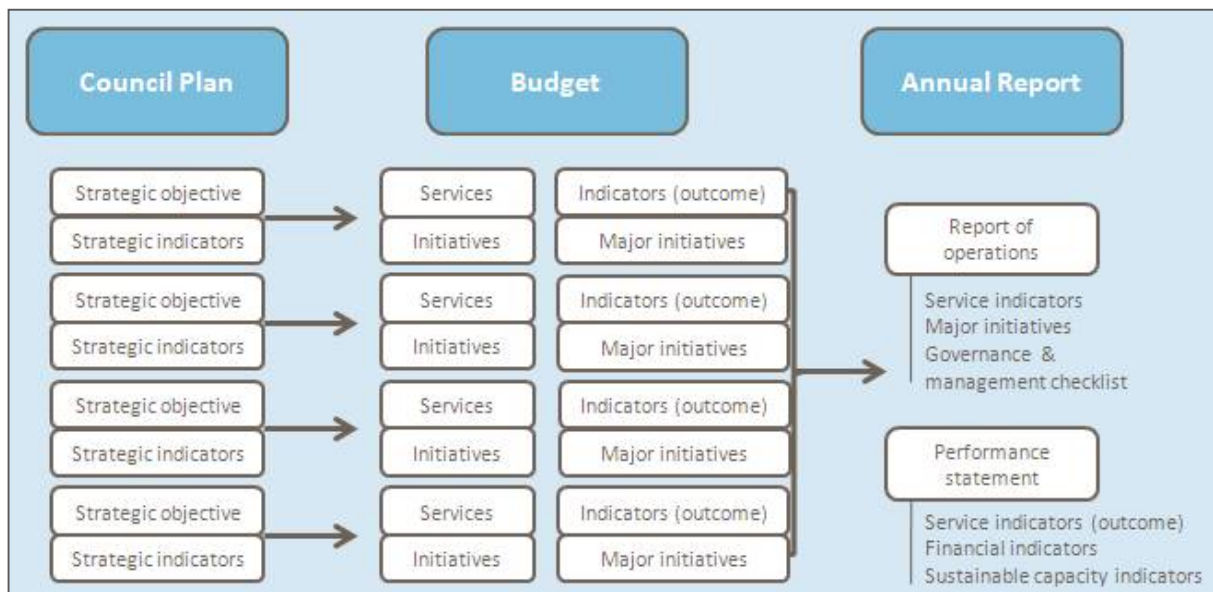 Council Plan
Budget
Annual Report
Strategic objective
Strategic indicators
Services
Initiatives
Indicators (outcome)
Major initiatives
Strategic objective
Strategic indicators
Services
Initiatives
Indicators (outcome)
Major initiatives
Strategic objective
Strategic indicators
Services
Initiatives
Indicators (outcome)
Major initiatives
Strategic objective
Strategic indicators
Services
Initiatives
Indicators (outcome)
Major initiatives
Report of
operations
Service indicators
Major initiatives
Governance &
management checklist
Performance
statement
Service indicators (outcome)
Financial indicators
Sustainable capacity indicators